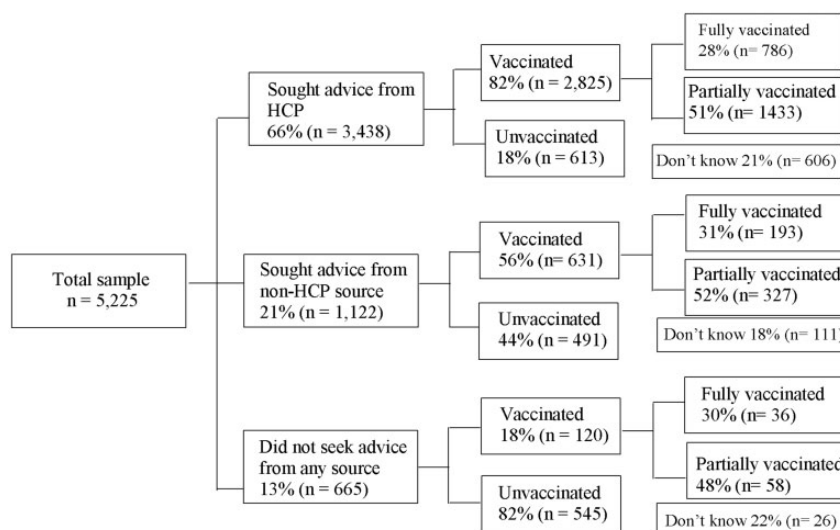 Total sample
n = 5,225
Sought advice from
HCP
66% (n = 3,438)
Vaccinated
82% (n = 2,825)
Fully vaccinated
28% (n= 786)
Partially vaccinated
51% (n= 1433)
Unvaccinated
18% (n = 613)
Don't know 21% (n= 606)
Sought advice from
non-HCP source
21% (n = 1,122)
Vaccinated
56% (n= 631)
Fully vaccinated
31% (n= 193)
Partially vaccinated
52% (n= 327)
Unvaccinated
44% (n = 491)
Don't know 18% (n= 111)
Did not seek advice
from any source
13% (n = 665)
Vaccinated
18% (n = 120)
Fully vaccinated
30% (n= 36)
Partially vaccinated
48% (n= 58)
Unvaccinated
82% (n = 545)
Don't know 22% (n= 26)